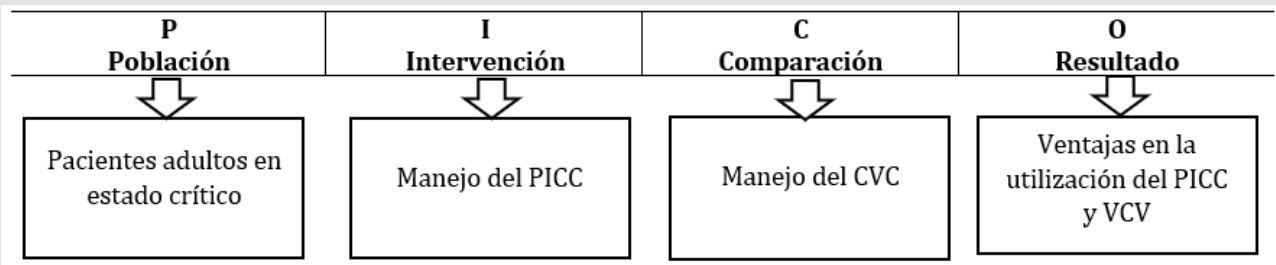 P
Población
I
Intervención
C
Comparación
O
Resultado
Pacientes adultos en
estado crítico
Manejo del PICC
Manejo del CVC
Ventajas en la
utilización del PICC
y VCV